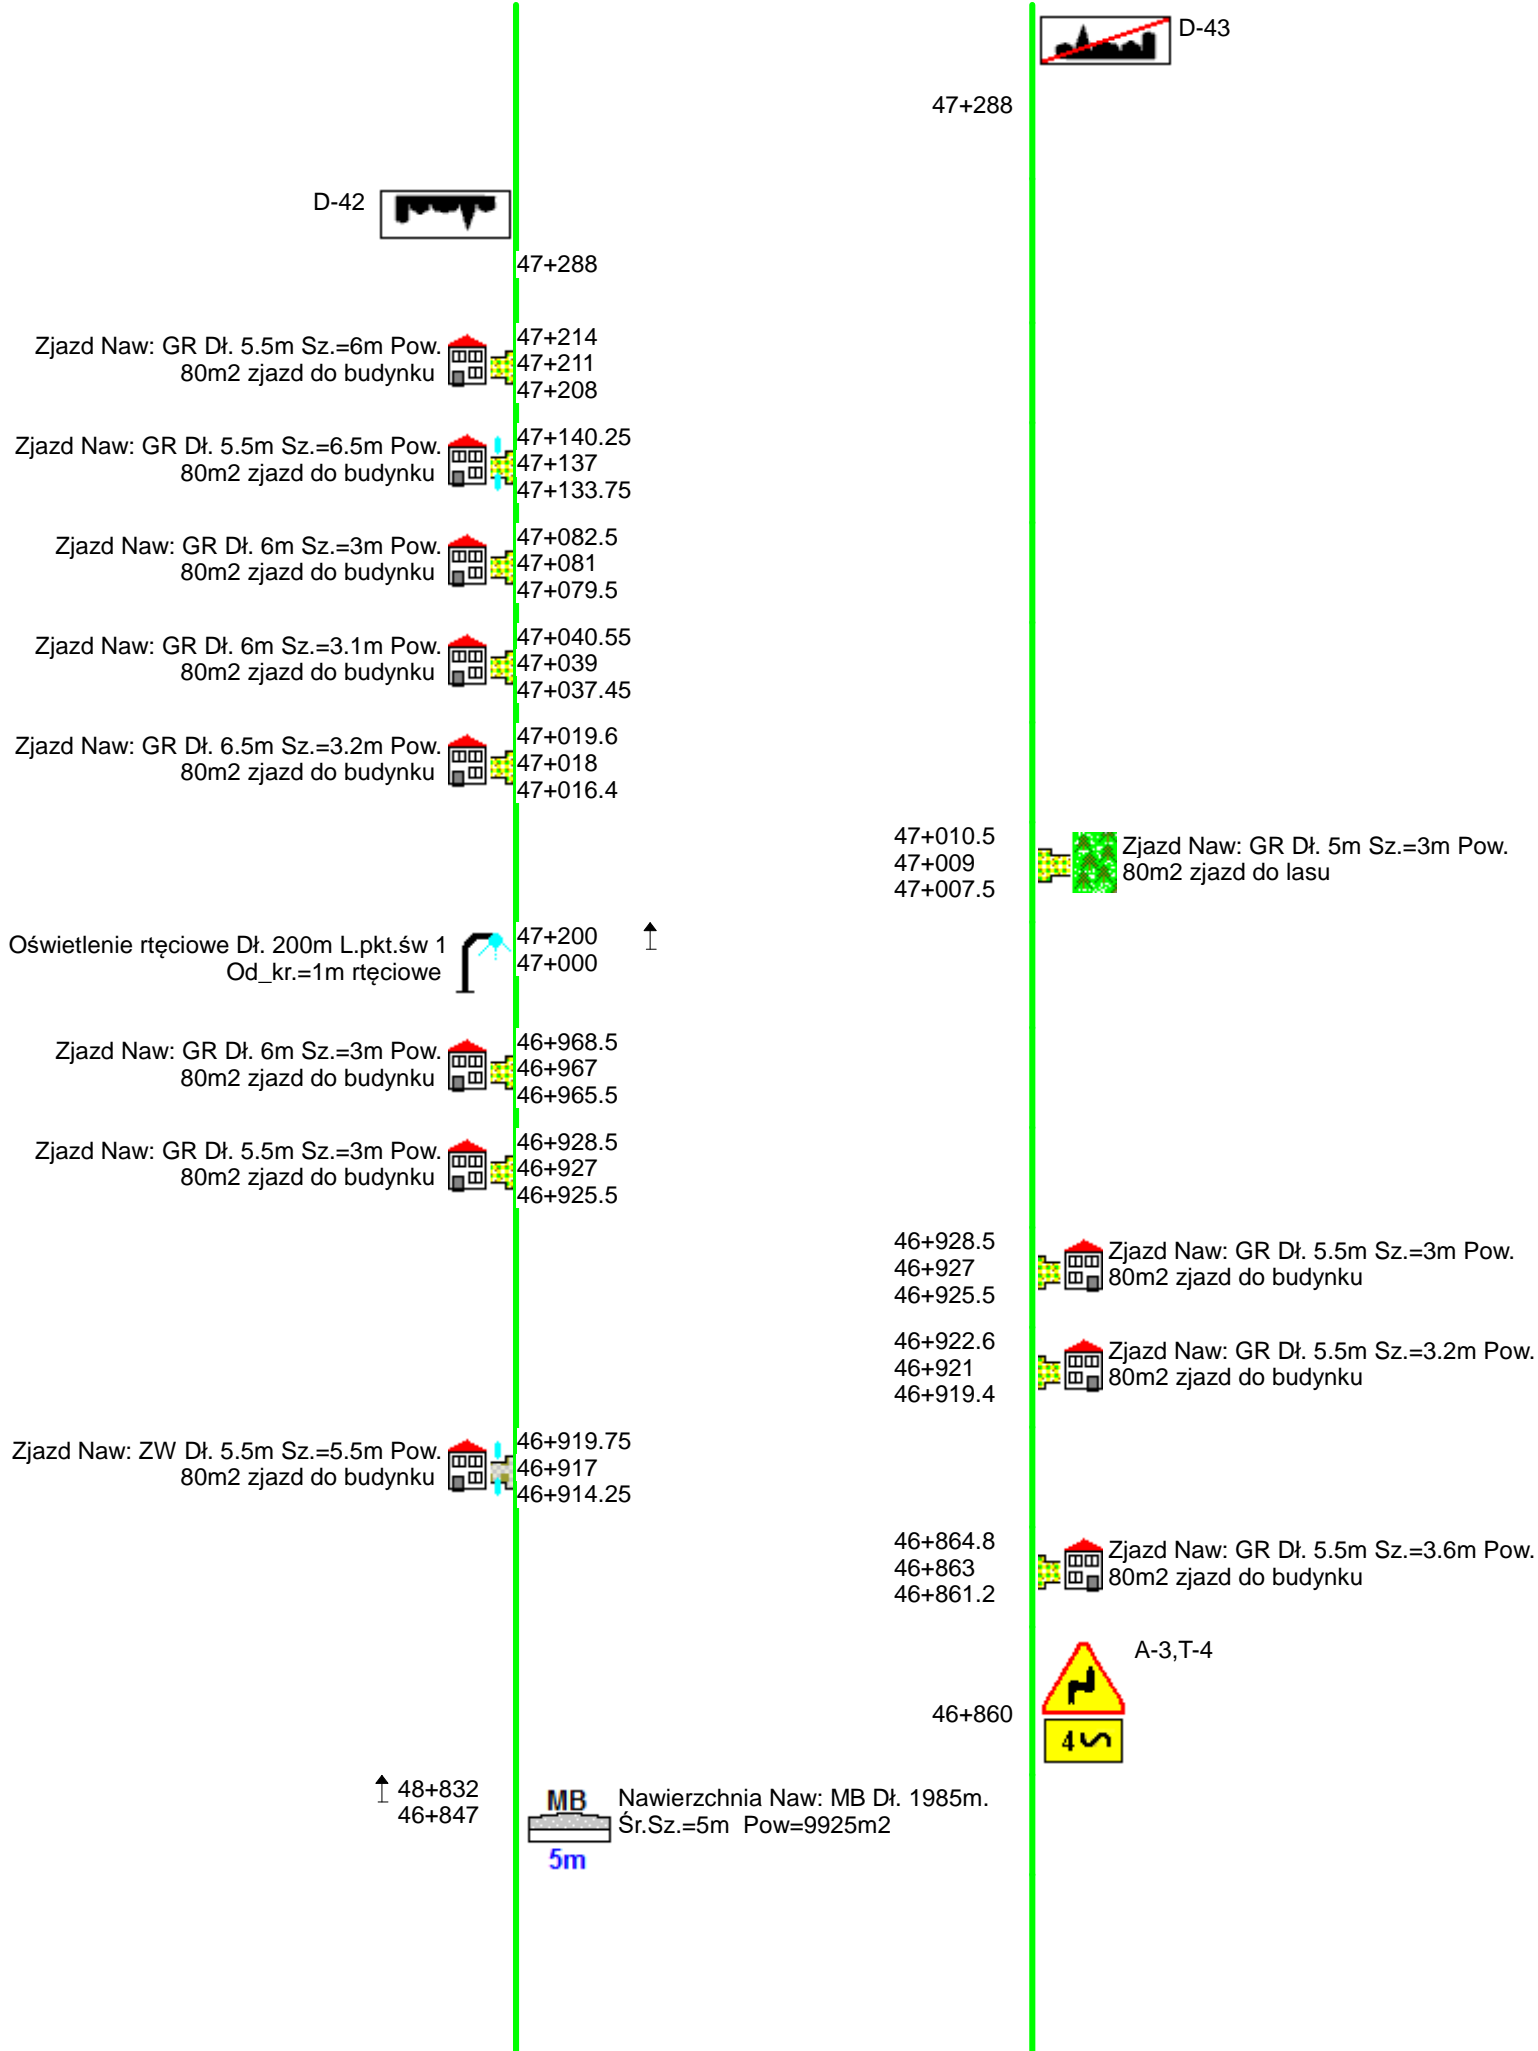 D-43
47+288
D-42
47+288
Zjazd Naw: GR Dł. 5.5m Sz.=6m Pow.
80m2 zjazd do budynku
47+214
47+211
47+208
Zjazd Naw: GR Dł. 5.5m Sz.=6.5m Pow.
80m2 zjazd do budynku
47+140.25
47+137
47+133.75
Zjazd Naw: GR Dł. 6m Sz.=3m Pow.
80m2 zjazd do budynku
47+082.5
47+081
47+079.5
Zjazd Naw: GR Dł. 6m Sz.=3.1m Pow.
80m2 zjazd do budynku
47+040.55
47+039
47+037.45
Zjazd Naw: GR Dł. 6.5m Sz.=3.2m Pow.
80m2 zjazd do budynku
47+019.6
47+018
47+016.4
47+010.5
47+009
47+007.5
Zjazd Naw: GR Dł. 5m Sz.=3m Pow.
80m2 zjazd do lasu
Oświetlenie rtęciowe Dł. 200m L.pkt.św 1
Od_kr.=1m rtęciowe
47+200
47+000
Zjazd Naw: GR Dł. 6m Sz.=3m Pow.
80m2 zjazd do budynku
46+968.5
46+967
46+965.5
Zjazd Naw: GR Dł. 5.5m Sz.=3m Pow.
80m2 zjazd do budynku
46+928.5
46+927
46+925.5
46+928.5
46+927
46+925.5
Zjazd Naw: GR Dł. 5.5m Sz.=3m Pow.
80m2 zjazd do budynku
46+922.6
46+921
46+919.4
Zjazd Naw: GR Dł. 5.5m Sz.=3.2m Pow.
80m2 zjazd do budynku
Zjazd Naw: ZW Dł. 5.5m Sz.=5.5m Pow.
80m2 zjazd do budynku
46+919.75
46+917
46+914.25
46+864.8
46+863
46+861.2
Zjazd Naw: GR Dł. 5.5m Sz.=3.6m Pow.
80m2 zjazd do budynku
A-3,T-4
46+860
4
48+832
46+847
MB
5m
Nawierzchnia Naw: MB Dł. 1985m.
Śr.Sz.=5m Pow=9925m2